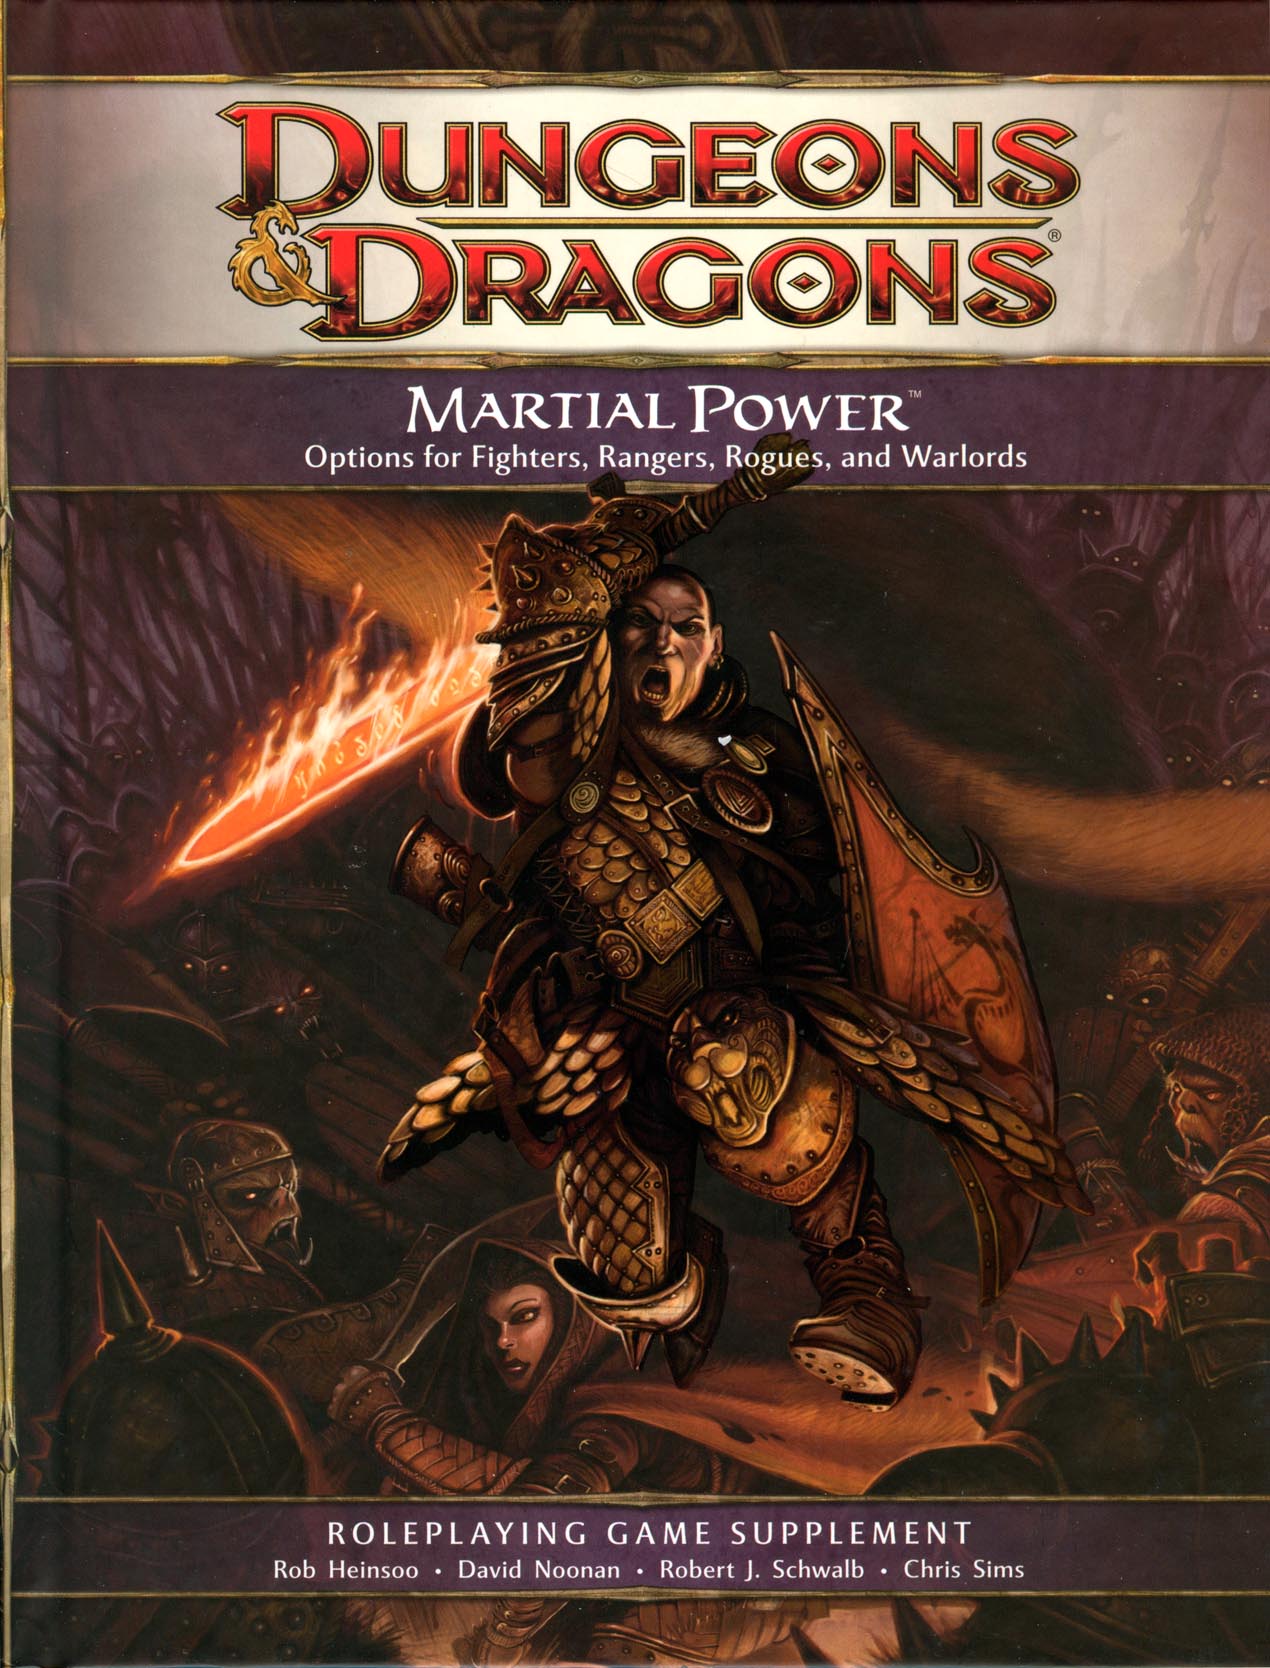 DUNGEONS
& DRAGONS®
MARTIAL POWER™
Options for Fighters, Rangers, Rogues, and Warlords
ROLEPLAYING GAME SUPPLEMENT
Rob Heinsoo • David Noonan • Robert J. Schwalb • Chris Sims